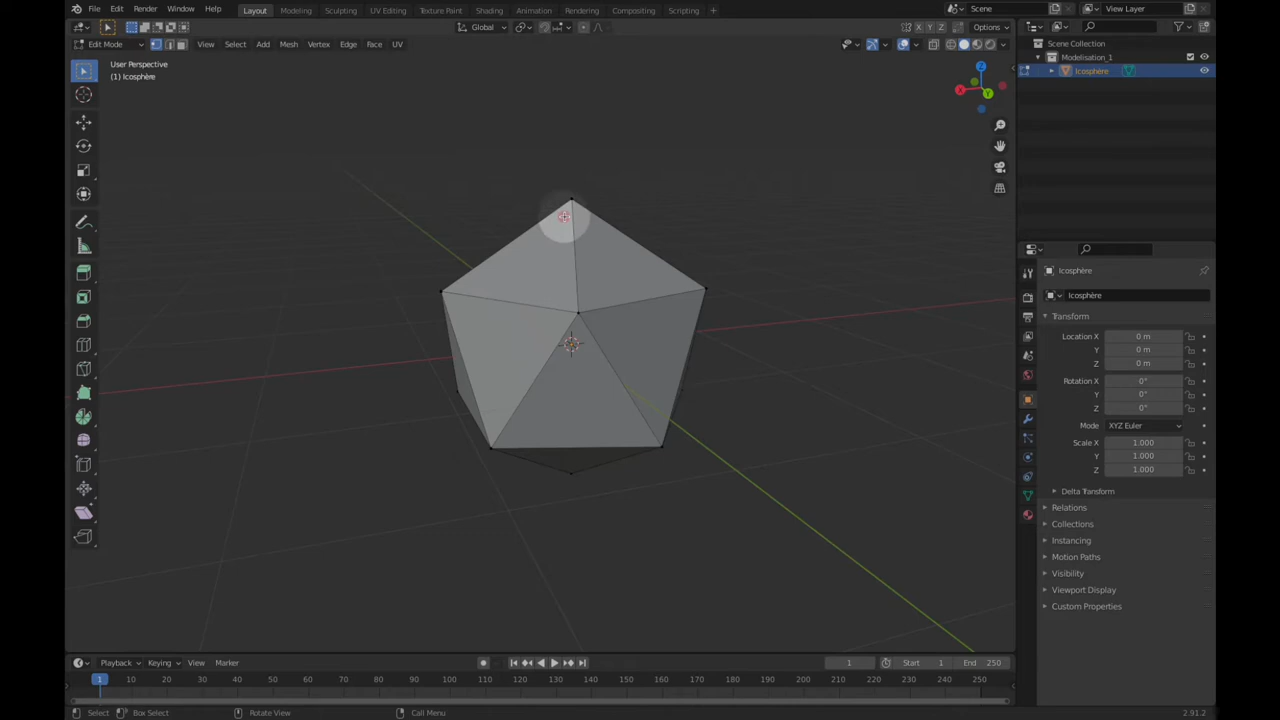 File Edit Render Window Help
Layout Modeling Sculpting UV Editing Texture Paint Shading Animation Rendering Compositing Scripting +
Scene
View Layer
Global
Options
X Y Z
Edit Mode
View Select Add Mesh Vertex Edge Face UV
User Perspective
(1) Icosphère
Z
X
Y
Scene Collection
Modelisation_1
Icosphère
Icosphère
Icosphère
Transform
Location X 0 m
Y 0 m
Z 0 m
Rotation X 0°
Y 0°
Z 0°
Mode XYZ Euler
Scale X 1.000
Y 1.000
Z 1.000
Delta Transform
Relations
Collections
Instancing
Motion Paths
Visibility
Viewport Display
Custom Properties
Playback Keying View Marker
1
Start 1
End 250
1 10 20 30 40 50 60 70 80 90 100 110 120 130 140 150 160 170 180 190 200 210 220 230 240 250
Select Box Select Rotate View Call Menu
2.91.2